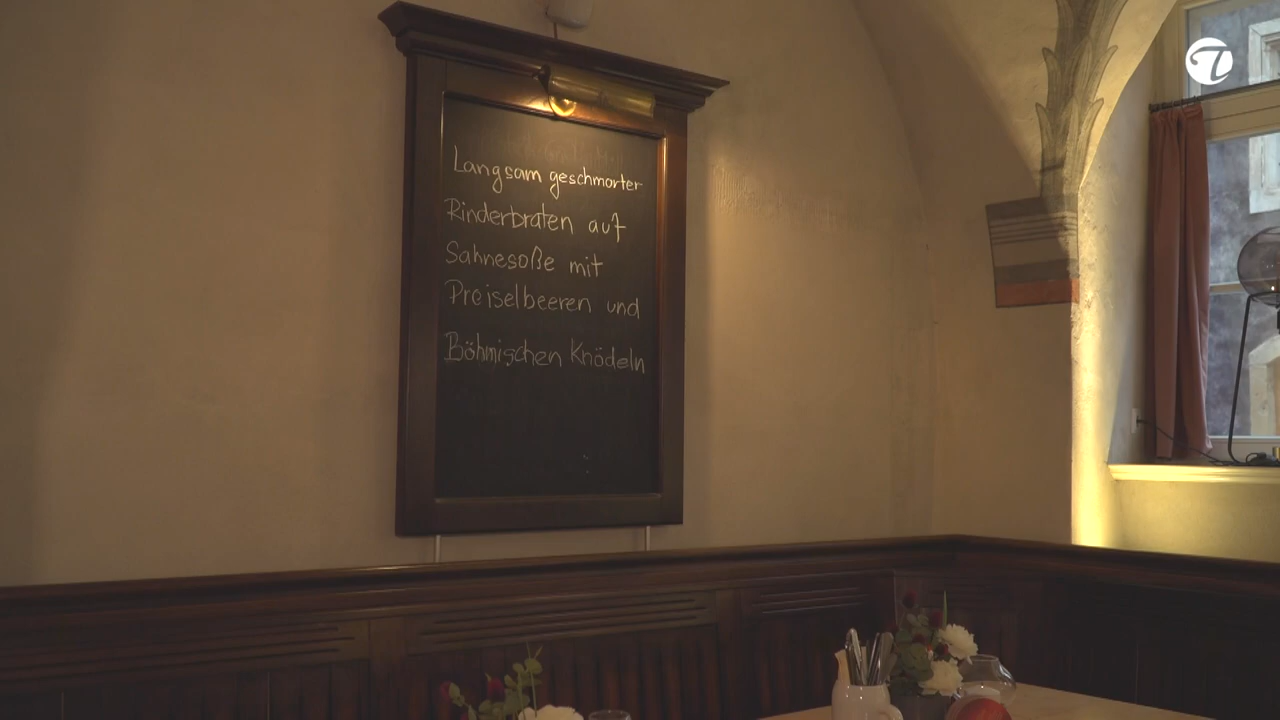 Langsam geschmorter
Rinderbraten auf
Sahnesoße mit
Preiselbeeren und
Böhmischen Knödeln